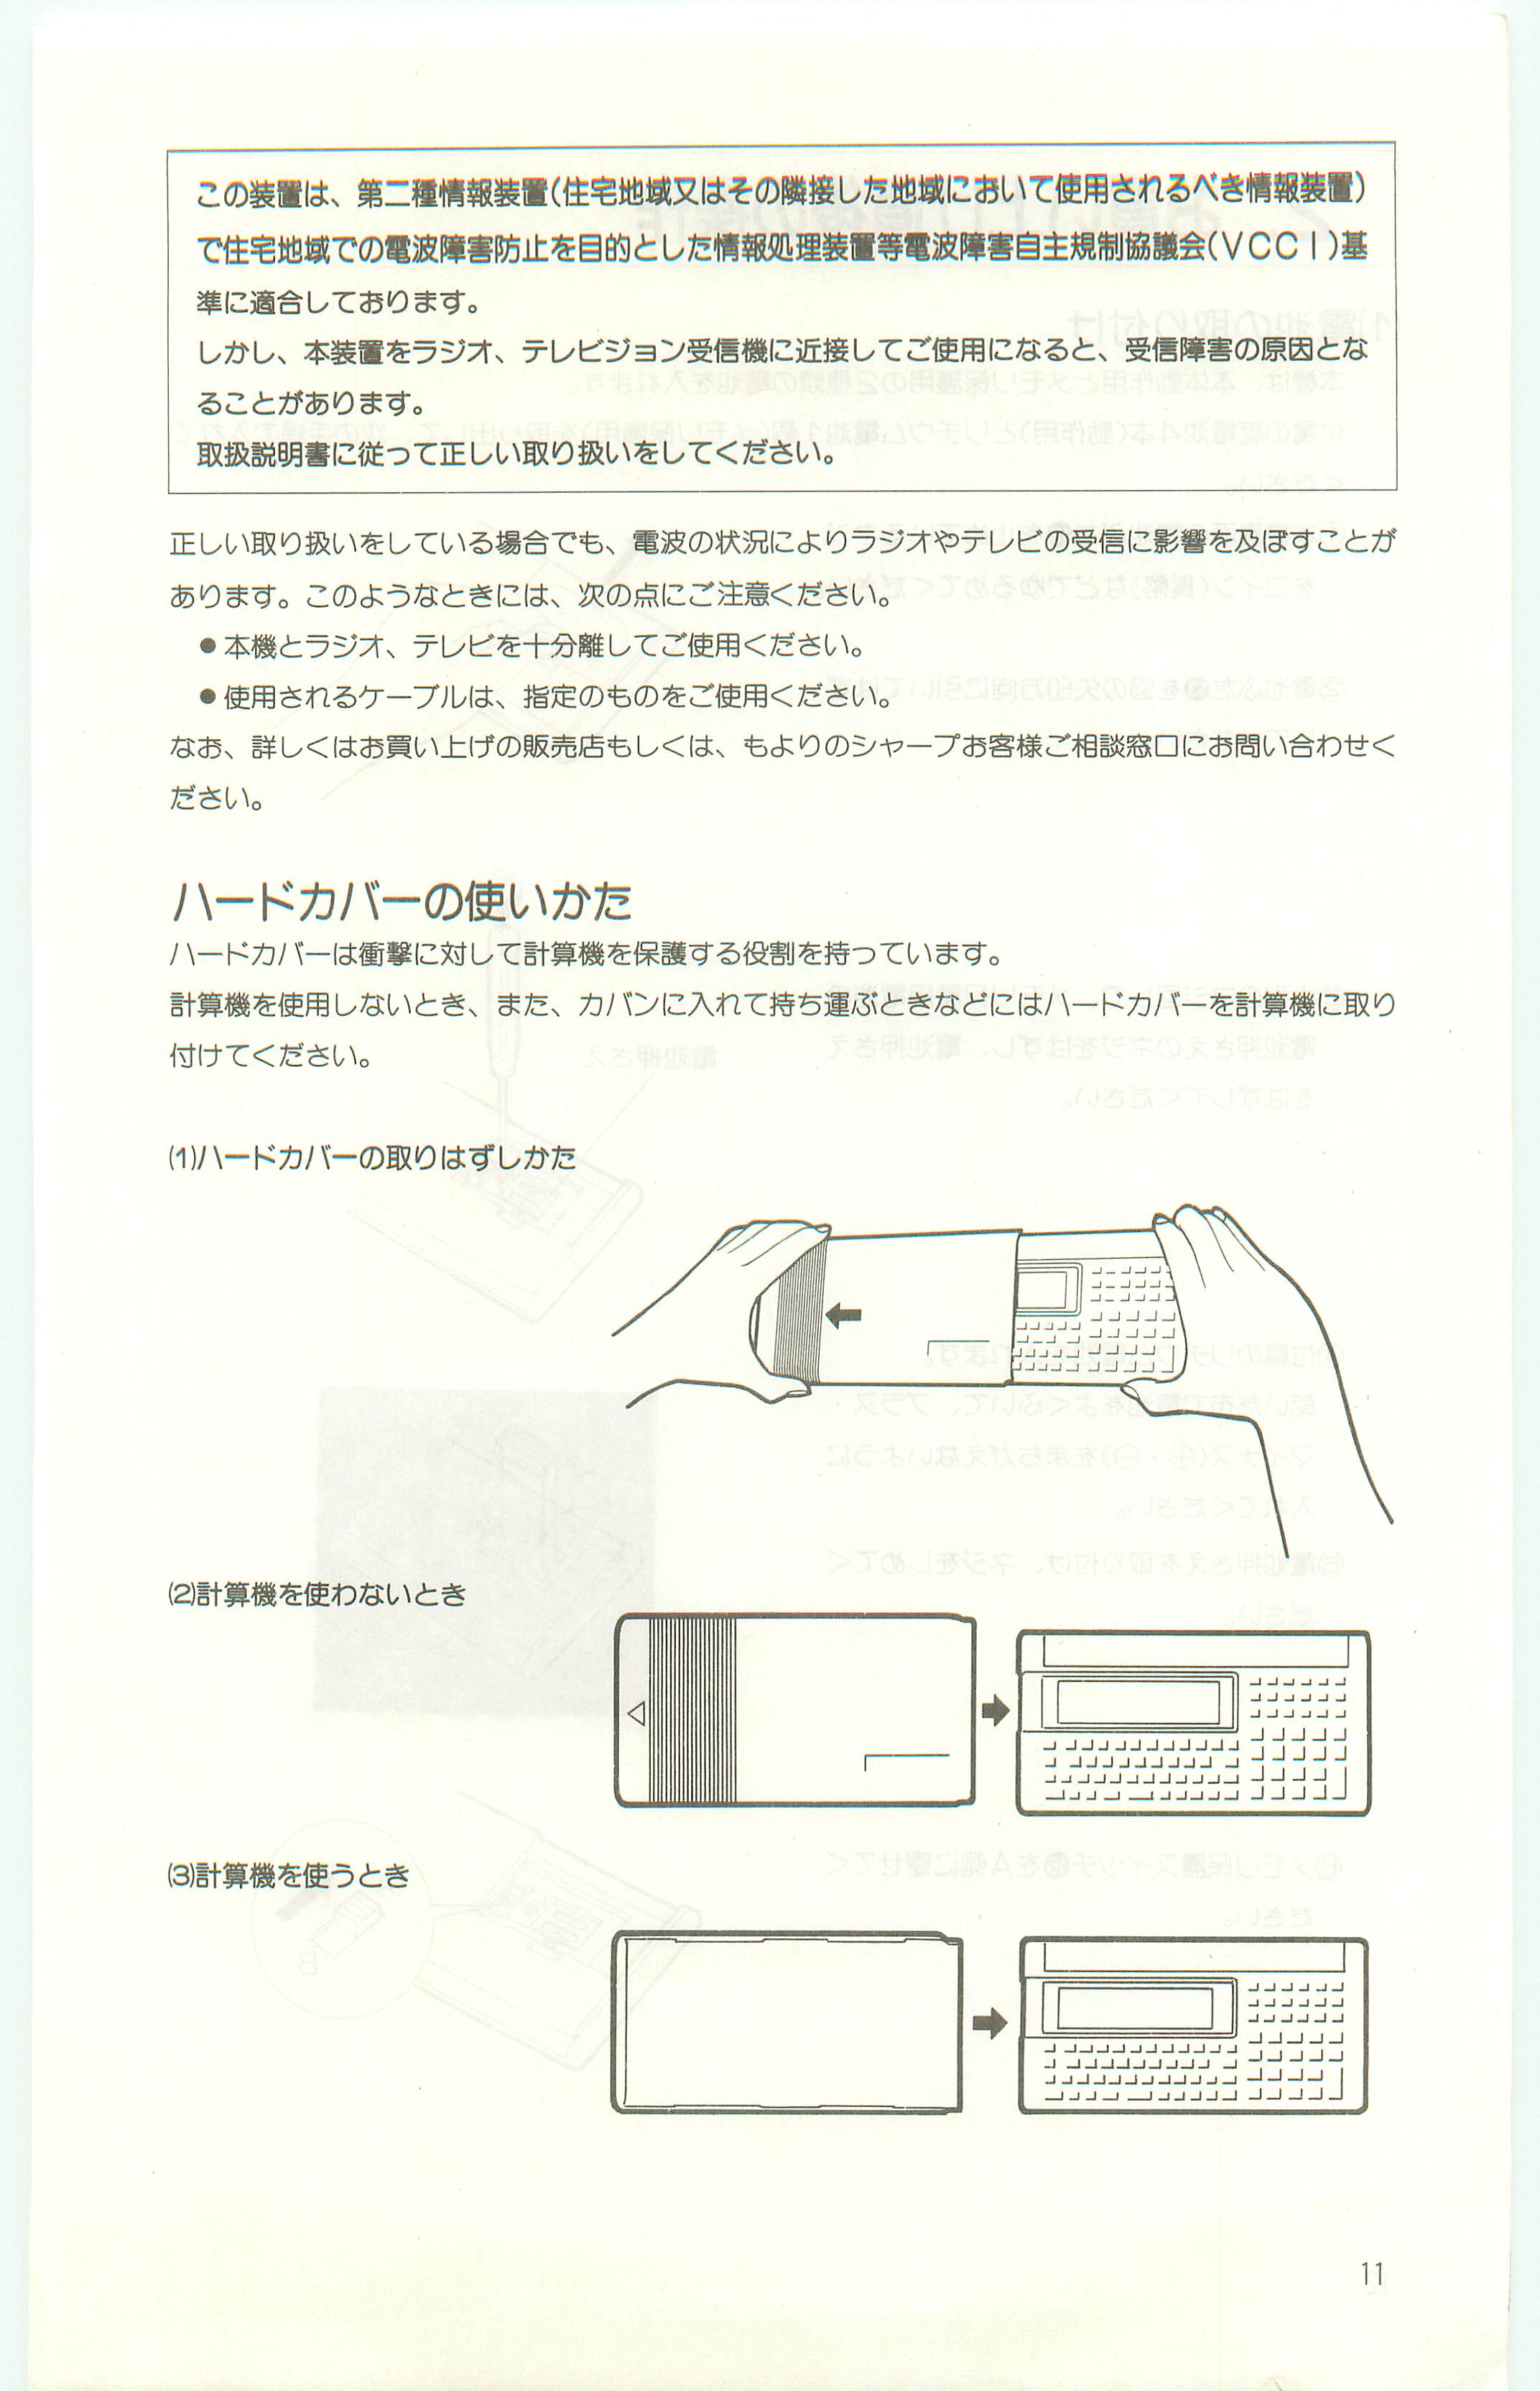 この装置は、第二種情報装置(住宅地域又はその隣接した地域において使用されるべき情報装置)
で住宅地域での電波障害防止を目的とした情報処理装置等電波障害自主規制協議会(VCCI)基
準に適合しております。
しかし、本装置をラジオ、テレビジョン受信機に近接してご使用になると、受信障害の原因とな
ることがあります。
取扱説明書に従って正しい取り扱いをしてください。
正しい取り扱いをしている場合でも、電波の状況によりラジオやテレビの受信に影響を及ぼすことが
あります。このようなときには、次の点にご注意ください。
●本機とラジオ、テレビを十分離してご使用ください。
●使用されるケーブルは、指定のものをご使用ください。
なお、詳しくはお買い上げの販売店もしくは、もよりのシャープお客様ご相談窓口にお問い合わせく
ださい。
ハードカバーの使いかた
ハードカバーは衝撃に対して計算機を保護する役割を持っています。
計算機を使用しないとき、また、カバンに入れて持ち運ぶときなどにはハードカバーを計算機に取り
付けてください。
(1)ハードカバーの取りはずしかた
(2)計算機を使わないとき
(3)計算機を使うとき
11